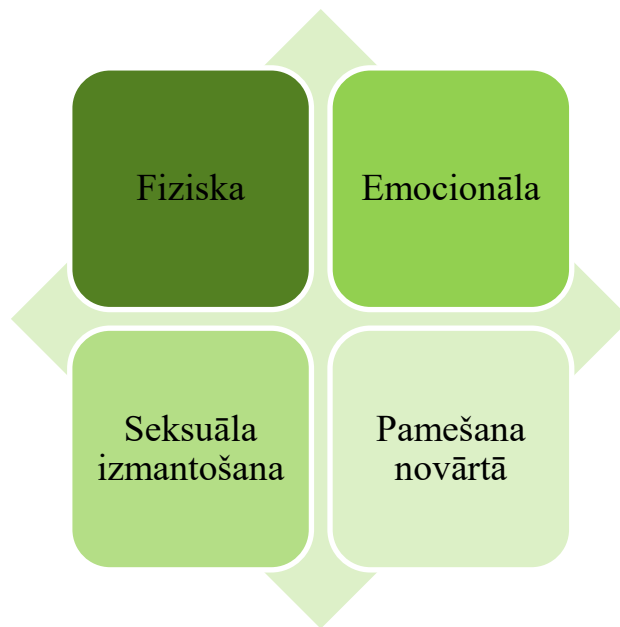 Fiziska
Emocionāla
Seksuāla
izmantošana
Pamešana
novārtā